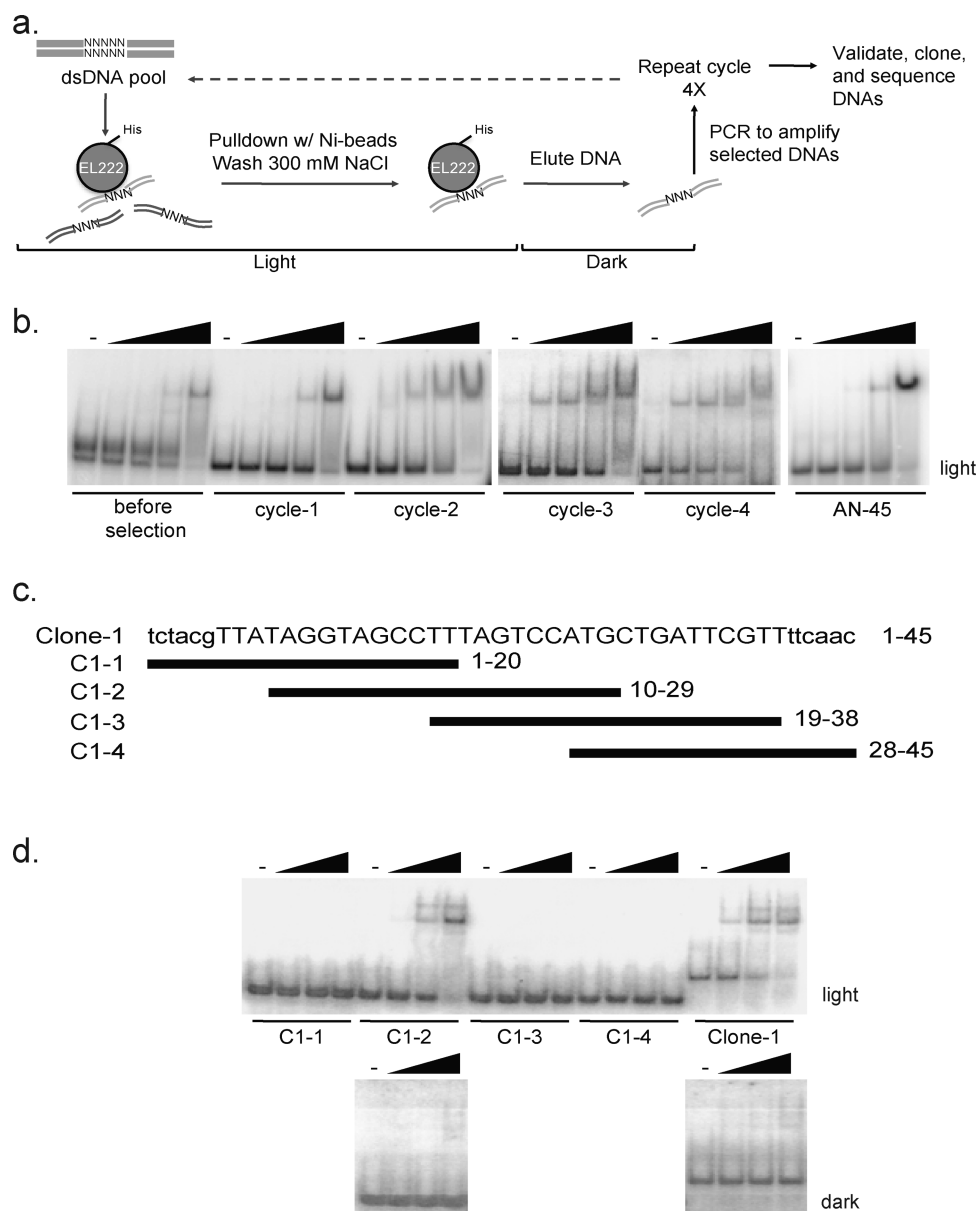 a.
NNNNN
NNNNN
dsDNA pool
His
EL222
NNN
NNN
NNN
Pulldown w/ Ni-beads
Wash 300 mM NaCl
His
EL222
NNN
Elute DNA
NNN
Repeat cycle
4X
Validate, clone,
and sequence
DNAs
PCR to amplify
selected DNAs
Light
Dark
b.
- - - - - -
light
before
selection
cycle-1
cycle-2
cycle-3
cycle-4
AN-45
c.
Clone-1 tctacgTTATAGGTAGCCTTTAGTCCATGCTGATTCGTTttcaac 1-45
C1-1 1-20
C1-2 10-29
C1-3 19-38
C1-4 28-45
d.
- - - - -
light
C1-1 C1-2 C1-3 C1-4 Clone-1
- -
dark